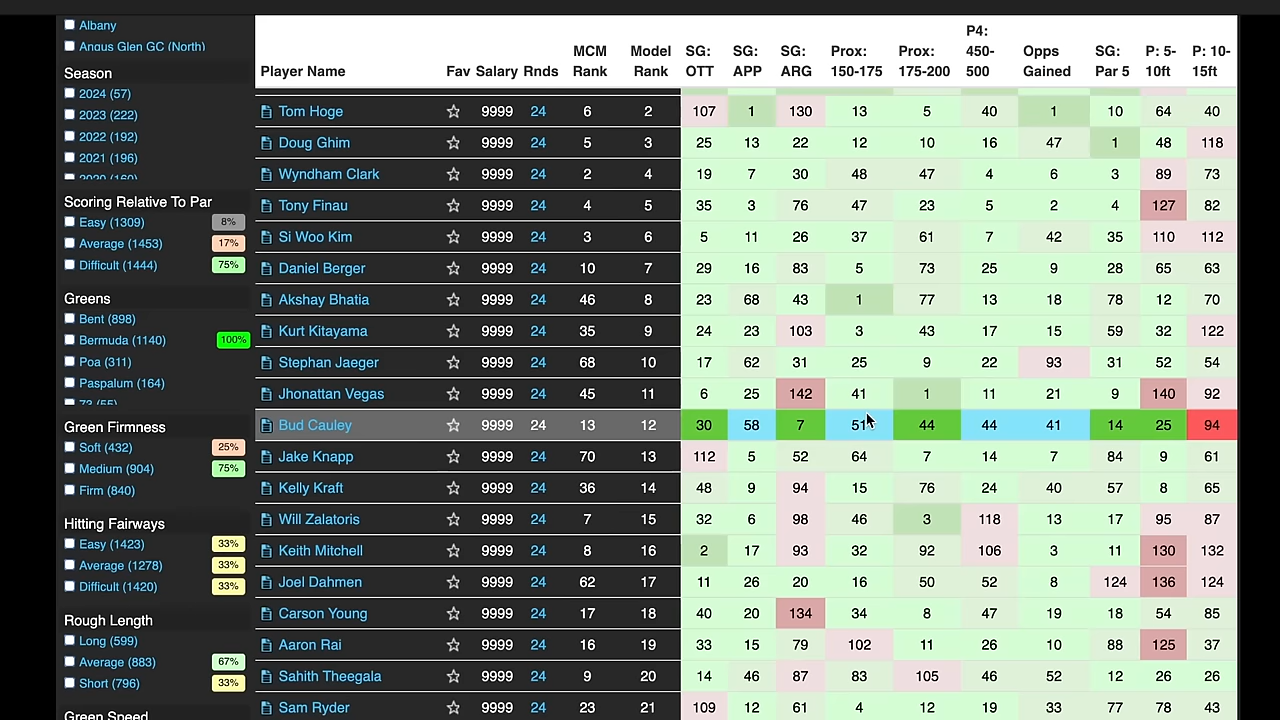 Albany
Angus Glen GC (North)
Season
2024 (57)
2023 (222)
2022 (192)
2021 (196)
2020 (160)
Scoring Relative To Par
Easy (1309) 8%
Average (1453) 17%
Difficult (1444) 75%
Greens
Bent (898)
Bermuda (1140) 100%
Poa (311)
Paspalum (164)
Green Firmness
Soft (432) 25%
Medium (904) 75%
Firm (840)
Hitting Fairways
Easy (1423) 33%
Average (1278) 33%
Difficult (1420) 33%
Rough Length
Long (599)
Average (883) 67%
Short (796) 33%
Green Speed
Player Name Fav Salary Rnds MCM Rank Model Rank SG: OTT SG: APP SG: ARG Prox: 150-175 Prox: 175-200 P4: 450-500 Opps Gained SG: Par 5 P: 5-10ft P: 10-15ft
Tom Hoge 9999 24 6 2 107 1 130 13 5 40 1 10 64 40
Doug Ghim 9999 24 5 3 25 13 22 12 10 16 47 1 48 118
Wyndham Clark 9999 24 2 4 19 7 30 48 47 4 6 3 89 73
Tony Finau 9999 24 4 5 35 3 76 47 23 5 2 4 127 82
Si Woo Kim 9999 24 3 6 5 11 26 37 61 7 42 35 110 112
Daniel Berger 9999 24 10 7 29 16 83 5 73 25 9 28 65 63
Akshay Bhatia 9999 24 46 8 23 68 43 1 77 13 18 78 12 70
Kurt Kitayama 9999 24 35 9 24 23 103 3 43 17 15 59 32 122
Stephan Jaeger 9999 24 68 10 17 62 31 25 9 22 93 31 52 54
Jhonattan Vegas 9999 24 45 11 6 25 142 41 1 11 21 9 140 92
Bud Cauley 9999 24 13 12 30 58 7 51 44 44 41 14 25 94
Jake Knapp 9999 24 70 13 112 5 52 64 7 14 7 84 9 61
Kelly Kraft 9999 24 36 14 48 9 94 15 76 24 40 57 8 65
Will Zalatoris 9999 24 7 15 32 6 98 46 3 118 13 17 95 87
Keith Mitchell 9999 24 8 16 2 17 93 32 92 106 3 11 130 132
Joel Dahmen 9999 24 62 17 11 26 20 16 50 52 8 124 136 124
Carson Young 9999 24 17 18 40 20 134 34 8 47 19 18 54 85
Aaron Rai 9999 24 16 19 33 15 79 102 11 26 10 88 125 37
Sahith Theegala 9999 24 9 20 14 46 87 83 105 46 52 12 26 26
Sam Ryder 9999 24 23 21 109 12 61 4 12 19 33 77 78 43